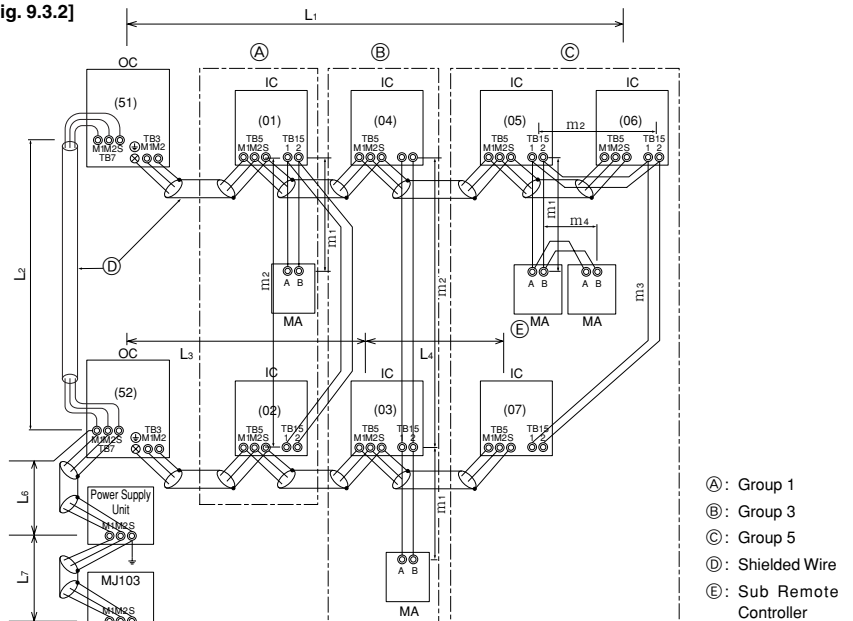 ig. 9.3.2]
L1
Ⓐ
Ⓑ
Ⓒ
OC
IC
IC
IC
IC
(51)
(01)
(04)
(05)
(06)
m2
TB3
M1M2
M1M2S
TB7
TB5
M1M2S
TB15
1 2
TB5
M1M2S
TB5
M1M2S
TB15
1 2
TB5
M1M2S
TB15
1 2
L2
Ⓓ
m2
m1
m2
m1
m4
m3
A B
MA
A B
A B
Ⓔ
MA
MA
L3
L4
OC
IC
IC
IC
(52)
(02)
(03)
(07)
TB3
M1M2
M1M2S
TB7
TB5
M1M2S
TB15
1 2
TB5
M1M2S
TB15
1 2
TB5
M1M2S
TB15
1 2
L6
Power Supply
Unit
M1M2S
m1
L7
MJ103
M1M2S
A B
MA
Ⓐ: Group 1
Ⓑ: Group 3
Ⓒ: Group 5
Ⓓ: Shielded Wire
Ⓔ: Sub Remote
Controller